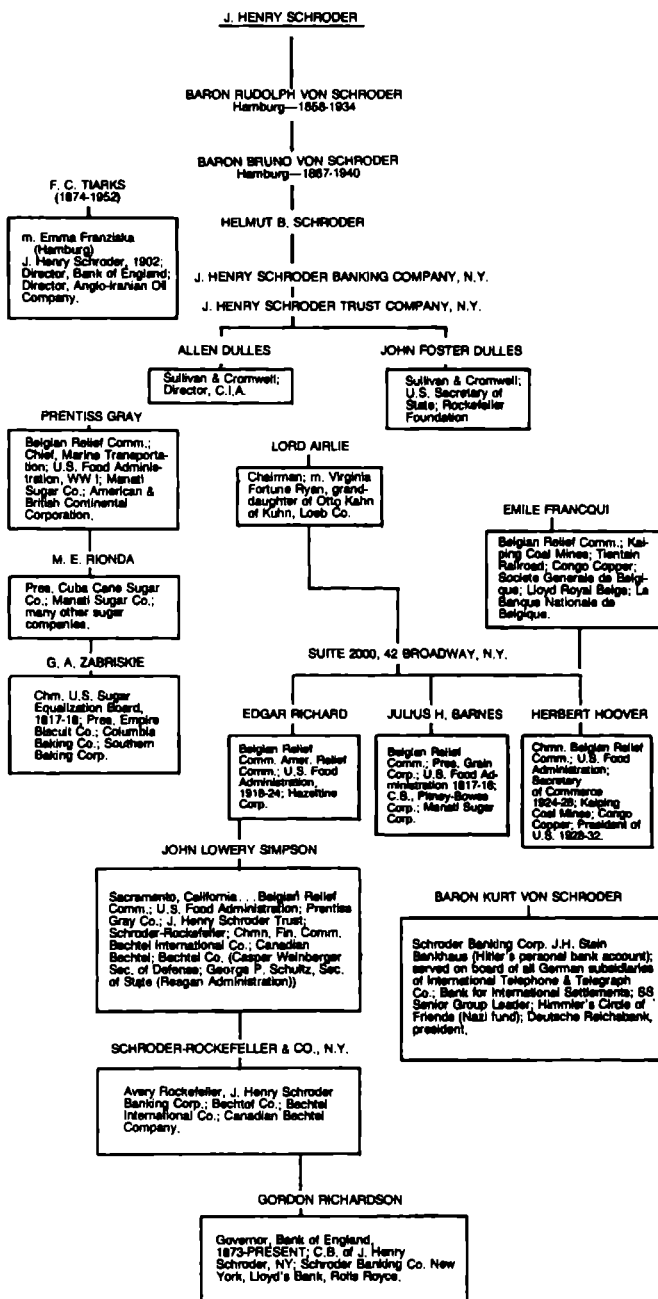 J. HENRY SCHRODER
BARON RUDOLPH VON SCHRODER
Hamburg—1858-1934
BARON BRUNO VON SCHRODER
Hamburg—1867-1940
F. C. TIARKS
(1874-1952)
m. Emma Franziska
(Hamburg)
J. Henry Schroder, 1902;
Director, Bank of England;
Director, Anglo-Iranian Oil
Company.
HELMUT B. SCHRODER
J. HENRY SCHRODER BANKING COMPANY, N.Y.
J. HENRY SCHRODER TRUST COMPANY, N.Y.
ALLEN DULLES
Sullivan & Cromwell;
Director, C.I.A.
JOHN FOSTER DULLES
Sullivan & Cromwell;
U.S. Secretary of
State; Rockefeller
Foundation
PRENTISS GRAY
Belgian Relief Comm.;
Chief, Marine Transporta-
tion; U.S. Food Adminis-
tration, WW I; Manati
Sugar Co.; American &
British Continental
Corporation.
LORD AIRLIE
Chairman; m. Virginia
Fortune Ryan, grand-
daughter of Otto Kahn
of Kuhn, Loeb Co.
EMILE FRANCQUI
Belgian Relief Comm.; Kai-
ping Coal Mines; Tientsin
Railroad; Congo Copper;
Societe Generale de Belgi-
que; Lloyd Royal Belge; La
Banque Nationale de
Belgique.
M. E. RIONDA
Pres. Cuba Cane Sugar
Co.; Manati Sugar Co.;
many other sugar
companies.
G. A. ZABRISKIE
Chm. U.S. Sugar
Equalization Board,
1917-18; Pres. Empire
Biscuit Co.; Columbia
Baking Co.; Southern
Baking Corp.
SUITE 2000, 42 BROADWAY, N.Y.
EDGAR RICHARD
Belgian Relief
Comm. Amer. Relief
Comm.; U.S. Food
Administration,
1918-24; Hazeltine
Corp.
JULIUS H. BARNES
Belgian Relief
Comm.; Pres. Grain
Corp.; U.S. Food Ad-
ministration 1917-18;
C.B., Pitney-Bowes
Corp.; Manati Sugar
Corp.
HERBERT HOOVER
Chmn. Belgian Relief
Comm.; U.S. Food
Administration;
Secretary
of Commerce
1924-28; Kaiping
Coal Mines; Congo
Copper; President of
U.S. 1928-32.
JOHN LOWERY SIMPSON
Sacramento, California . . . Belgian Relief
Comm.; U.S. Food Administration; Prentiss
Gray Co.; J. Henry Schroder Trust;
Schroder-Rockefeller; Chmn, Fin. Comm.
Bechtel International Co.; Canadian
Bechtel; Bechtel Co. (Casper Weinberger
Sec. of Defense; George P. Schultz, Sec.
of State (Reagan Administration))
BARON KURT VON SCHRODER
Schroder Banking Corp. J.H. Stein
Bankhaus (Hitler's personal bank account);
served on board of all German subsidiaries
of International Telephone & Telegraph
Co.; Bank for International Settlements; SS
Senior Group Leader; Himmler's Circle of
Friends (Nazi fund); Deutsche Reichsbank,
president.
SCHRODER-ROCKEFELLER & CO., N.Y.
Avery Rockefeller, J. Henry Schroder
Banking Corp.; Bechtol Co.; Bechtel
International Co.; Canadian Bechtel
Company.
GORDON RICHARDSON
Governor, Bank of England,
1973-PRESENT; C.B. of J. Henry
Schroder, NY; Schroder Banking Co. New
York, Lloyd's Bank, Rolls Royce.